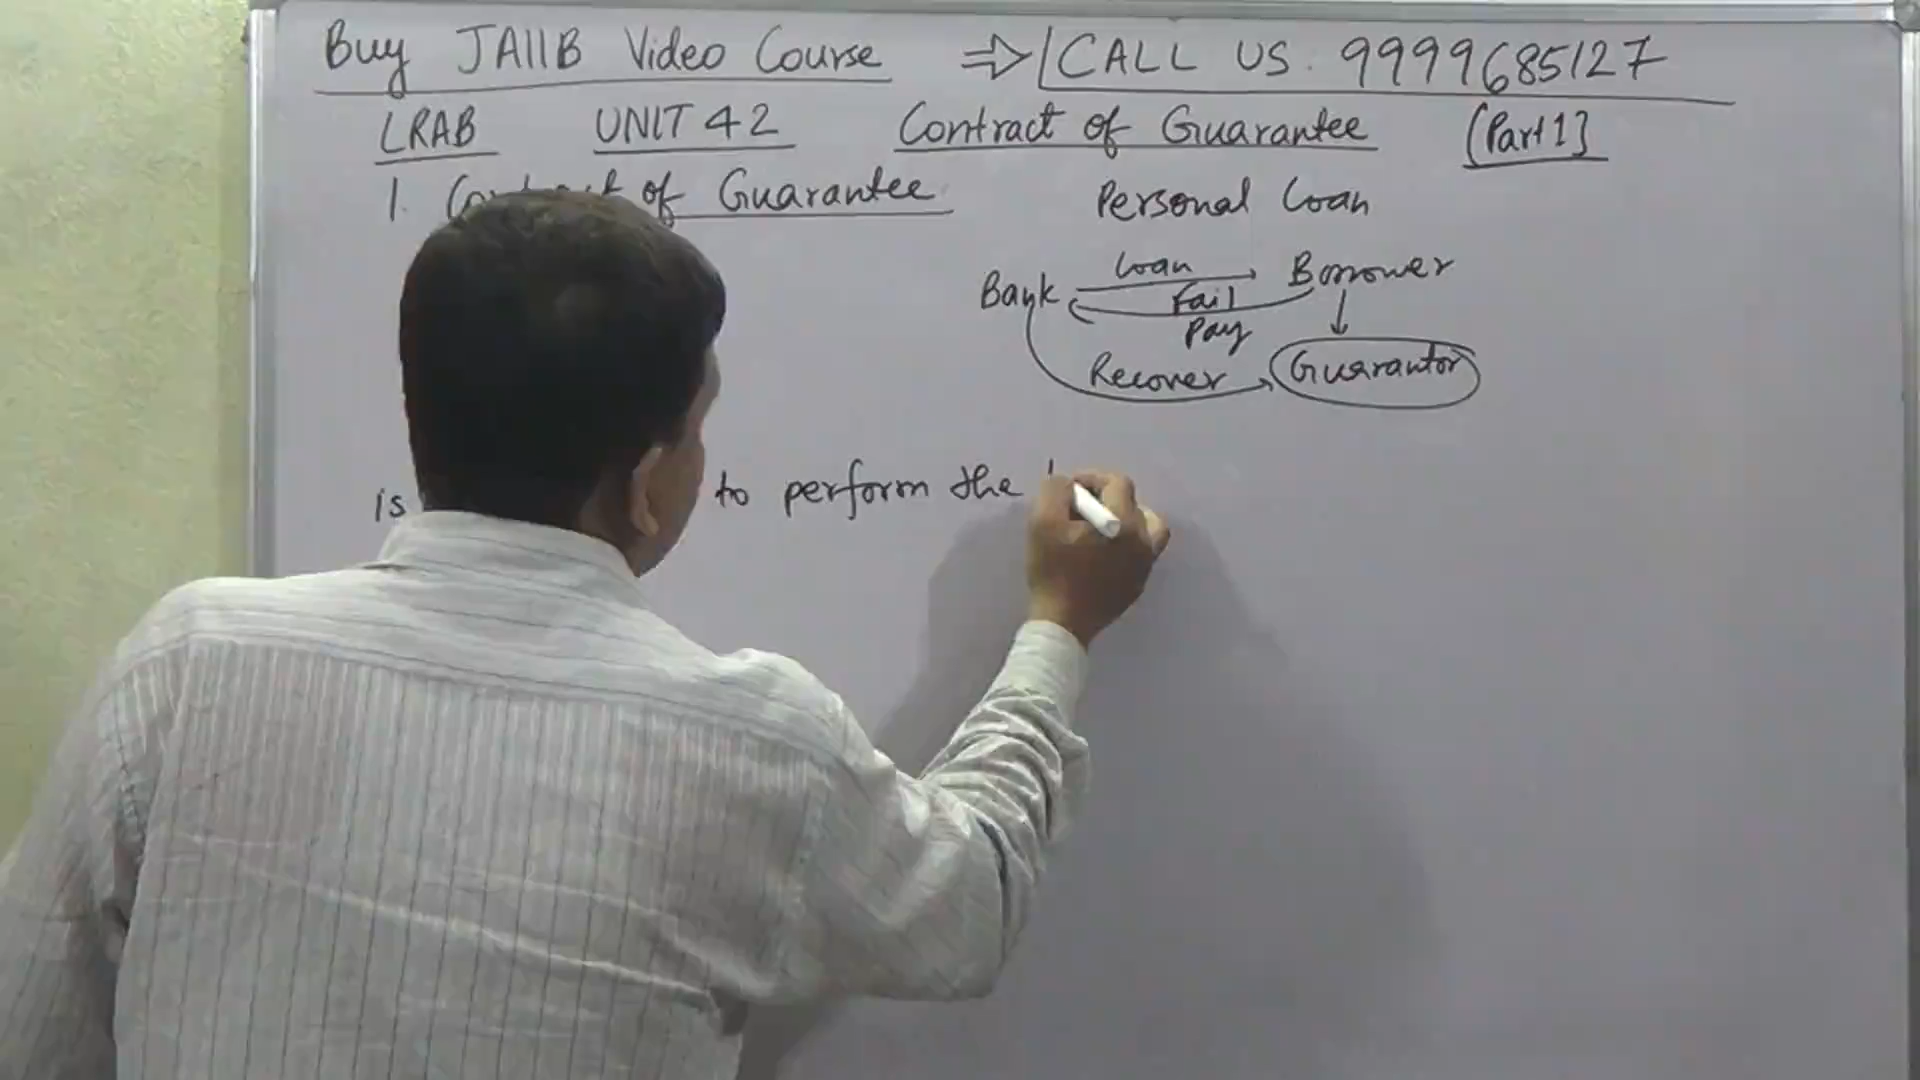 Buy JAIIB Video Course ⇒ CALL US. 9999685127
LRAB UNIT 42 Contract of Guarantee [Part 1]
1. Contract of Guarantee
Personal Loan
Bank Loan Borrower
Fail
Pay
Recover Guarantor
is to perform the